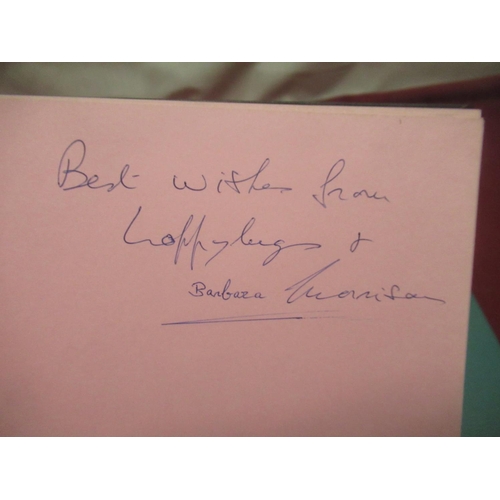 Best Wishes from
Loppylugs &
Barbara Morrison